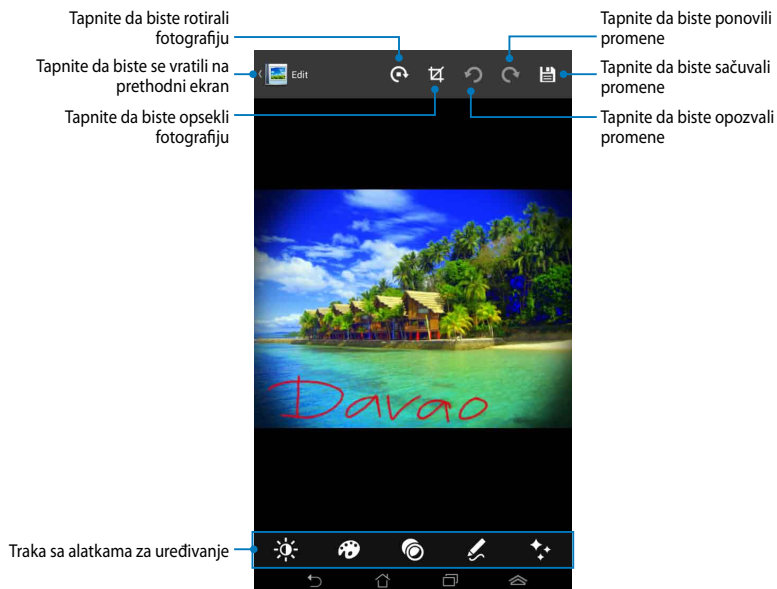 Tapnite da biste rotirali
fotografiju
Tapnite da biste se vratili na
prethodni ekran
Tapnite da biste opsekli
fotografiju
Edit
Tapnite da biste ponovili
promene
Tapnite da biste sačuvali
promene
Tapnite da biste opozvali
promene
Davao
Traka sa alatkama za uređivanje